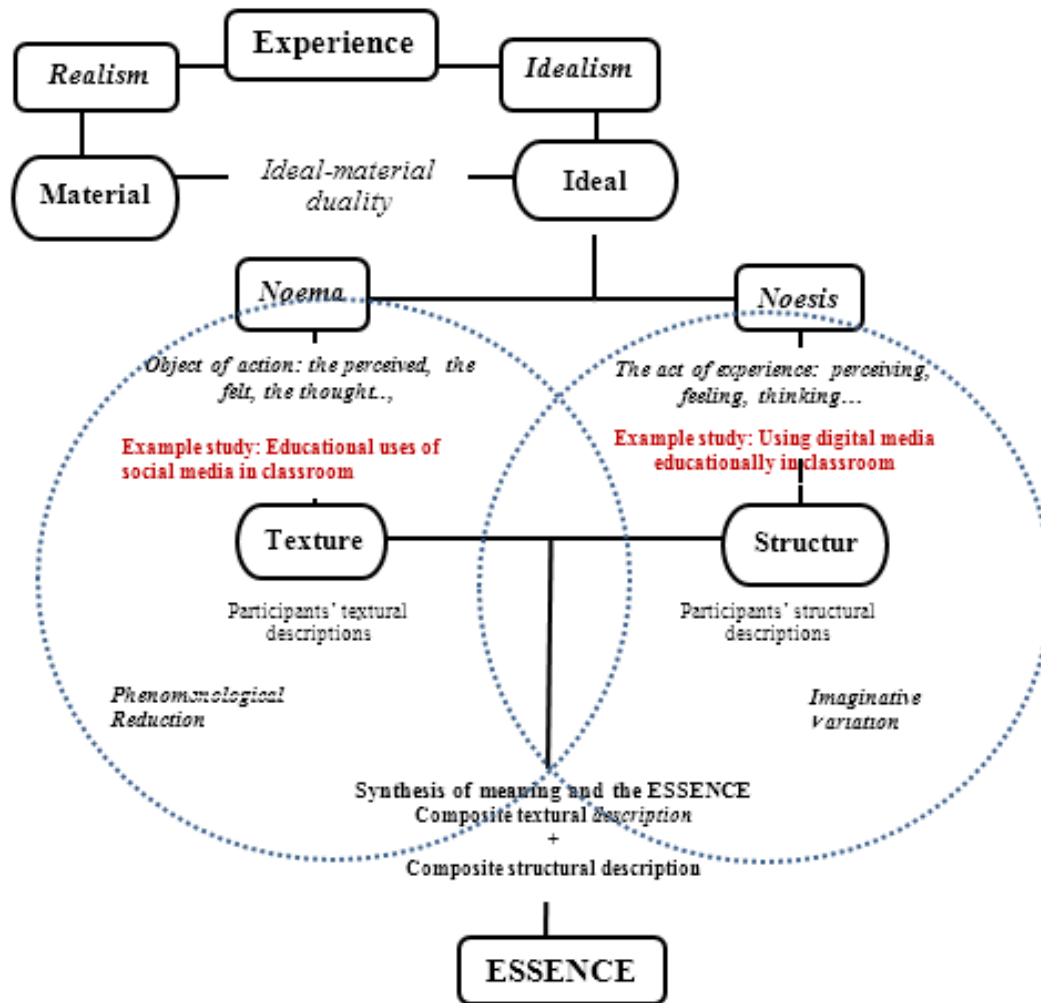 Experience
Realism
Idealism
Material
Ideal-material
duality
Ideal
Noema
Noesis
Object of action: the perceived, the
felt, the thought..,
The act of experience: perceiving,
feeling, thinking...
Example study: Educational uses of
social media in classroom
Example study: Using digital media
educationally in classroom
Texture
Structur
Participants’ textural
descriptions
Participants’ structural
descriptions
Phenomonological
Reduction
Imaginative
Variation
Synthesis of meaning and the ESSENCE
Composite textural description
+
Composite structural description
ESSENCE